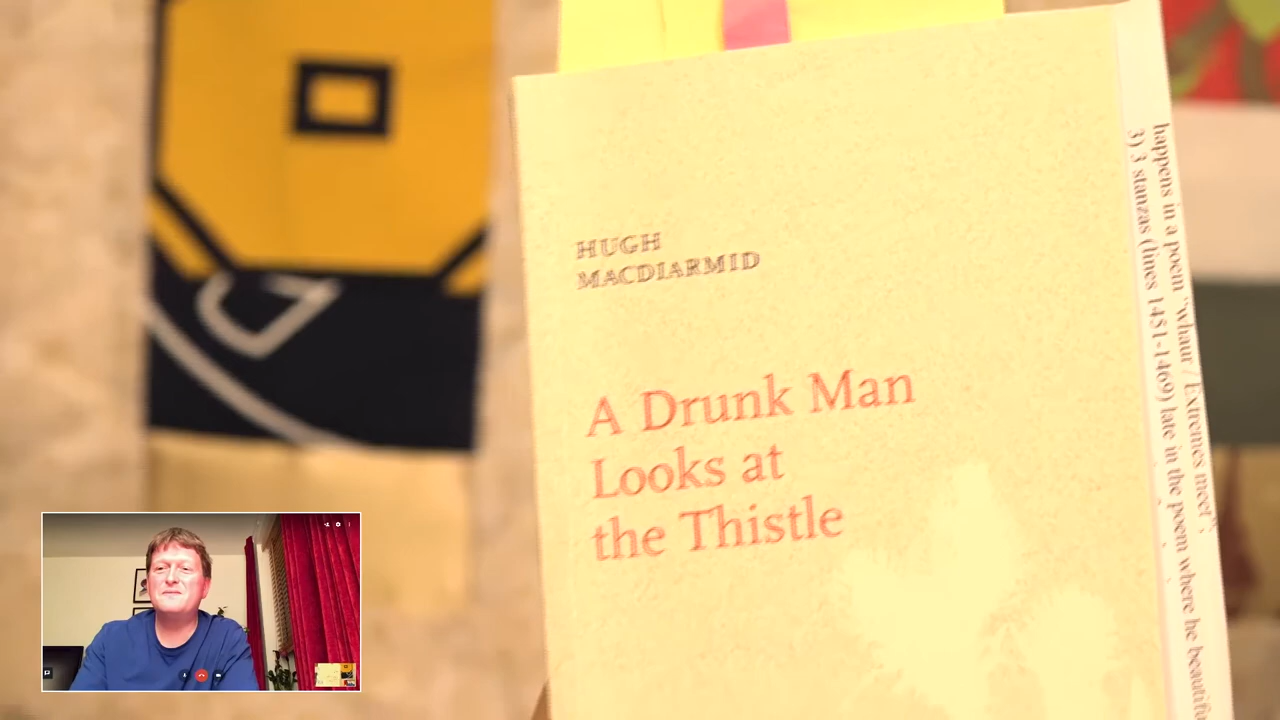 HUGH
MACDIARMID
A Drunk Man
Looks at
the Thistle
happens in a poem "whaur / Extremes meet".
3) 3 stanzas (lines 1451-1469) late in the poem where he beautifu